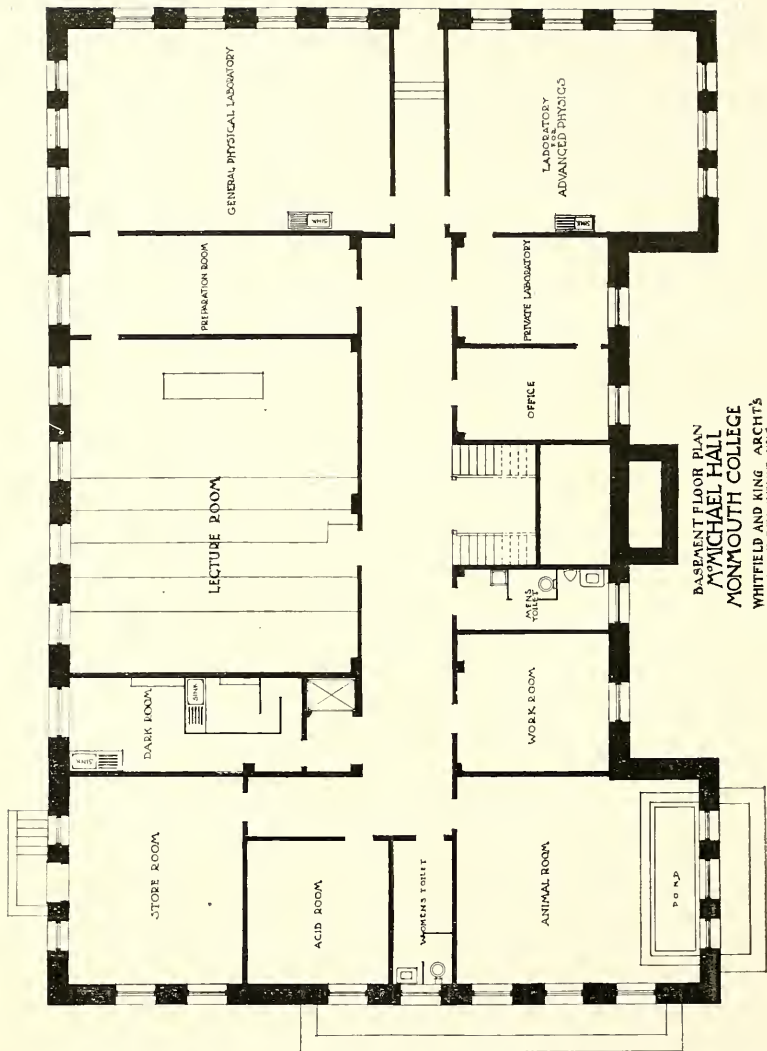 GENERAL PHYSICAL LABORATORY
SINK
LABORATORY
FOR
ADVANCED PHYSICS
SINK
PREPARATION ROOM
PRIVATE LABORATORY
OFFICE
LECTURE ROOM
MENS
TOILET
DARK ROOM
SINK
SINK
WORK ROOM
STORE ROOM
ACID ROOM
WOMENS TOILET
ANIMAL ROOM
POND
BASEMENT FLOOR PLAN
McMICHAEL HALL
MONMOUTH COLLEGE
WHITFIELD AND KING ARCHT'S